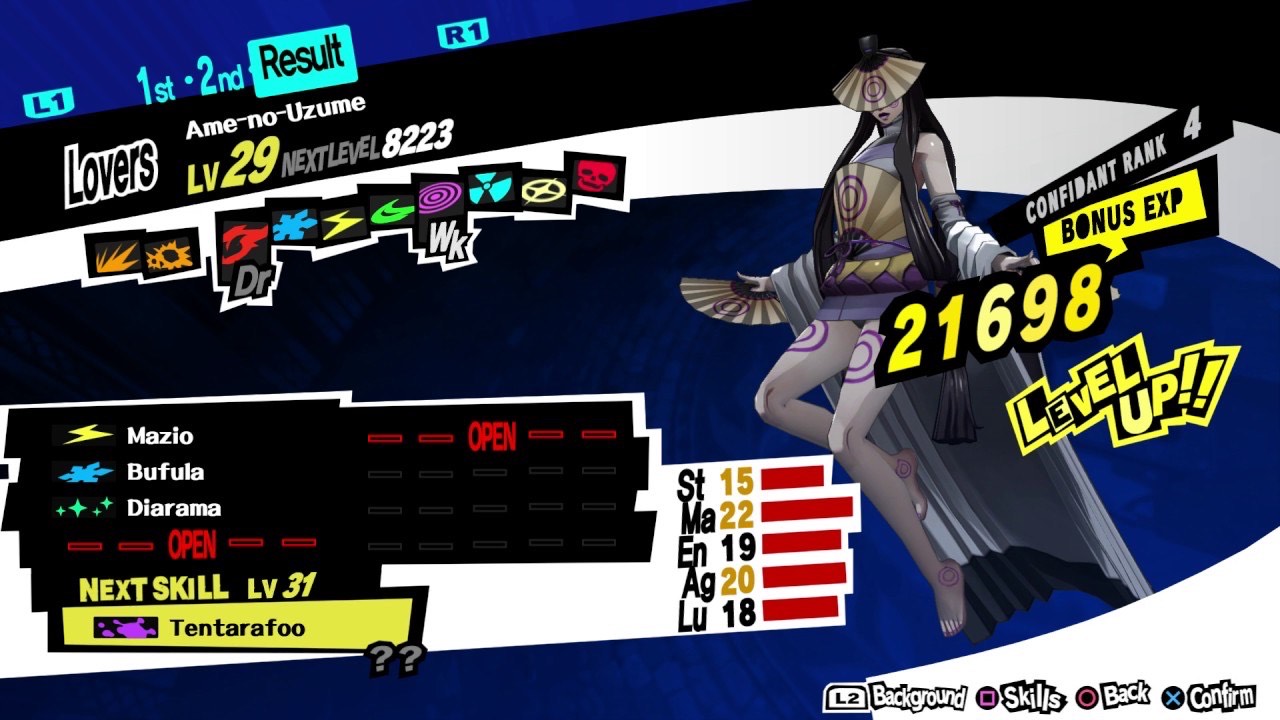 L1
1st・2nd Result
R1
Lovers
Ame-no-Uzume
LV 29 NEXT LEVEL 8223
Dr
Wk
CONFIDANT RANK 4
BONUS EXP
21698
LEVEL UP!!
Mazio
Bufula
Diarama
OPEN
OPEN
NEXT SKILL LV 31
Tentarafoo
??
St 15
Ma 22
En 19
Ag 20
Lu 18
L2 Background Skills Back Confirm